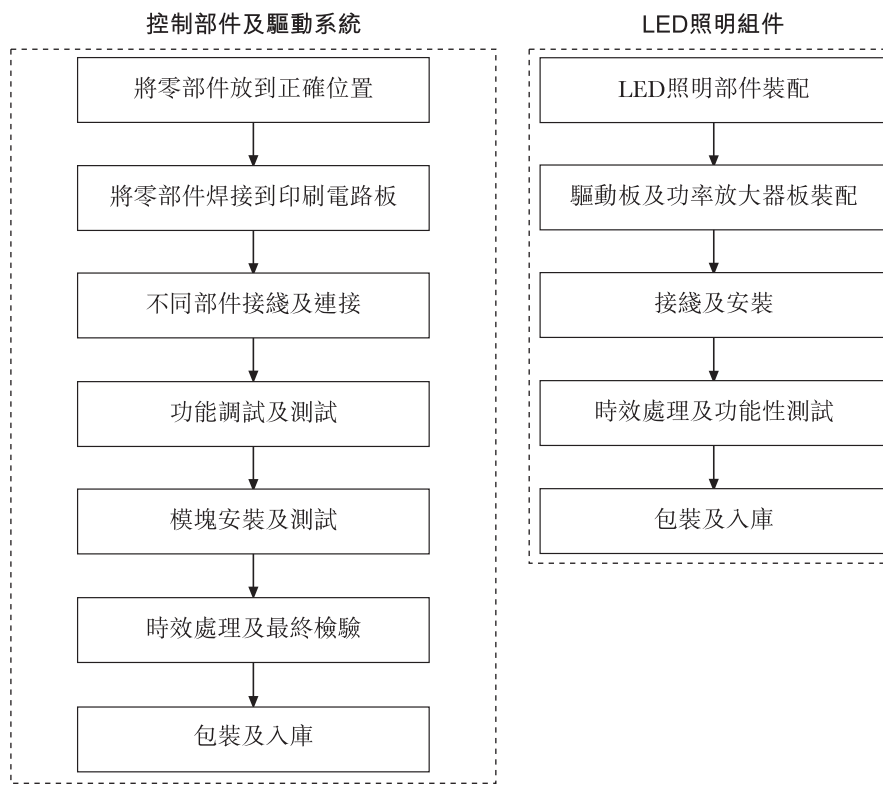 控制部件及驅動系統
將零部件放到正確位置
將零部件焊接到印刷電路板
不同部件接綫及連接
功能調試及測試
模塊安裝及測試
時效處理及最終檢驗
包裝及入庫
LED照明組件
LED照明部件裝配
驅動板及功率放大器板裝配
接綫及安裝
時效處理及功能性測試
包裝及入庫